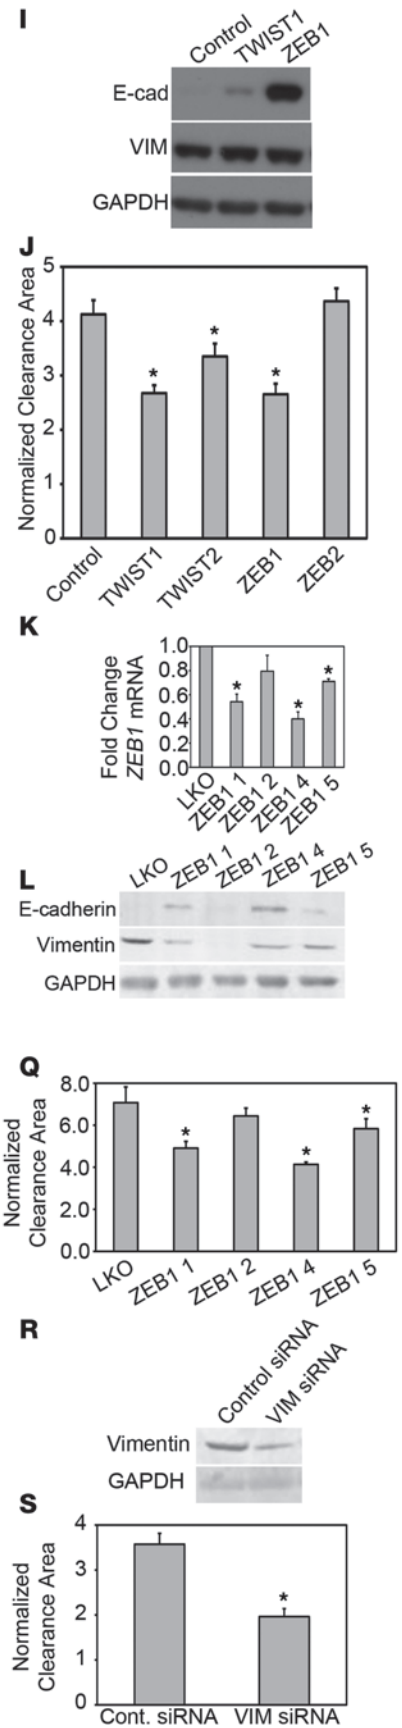 I
Control
TWIST1
ZEB1
E-cad
VIM
GAPDH
J
Normalized Clearance Area
5
4
3
2
1
0
*
*
*
Control
TWIST1
TWIST2
ZEB1
ZEB2
K
Fold Change
ZEB1 mRNA
1.0
0.8
0.6
0.4
0.2
0.0
*
*
*
LKO
ZEB1 1
ZEB1 2
ZEB1 4
ZEB1 5
L
LKO
ZEB1 1
ZEB1 2
ZEB1 4
ZEB1 5
E-cadherin
Vimentin
GAPDH
Q
Normalized
Clearance Area
8.0
6.0
4.0
2.0
0.0
*
*
*
LKO
ZEB1 1
ZEB1 2
ZEB1 4
ZEB1 5
R
Control siRNA
VIM siRNA
Vimentin
GAPDH
S
Normalized
Clearance Area
4
3
2
1
0
*
Cont. siRNA
VIM siRNA